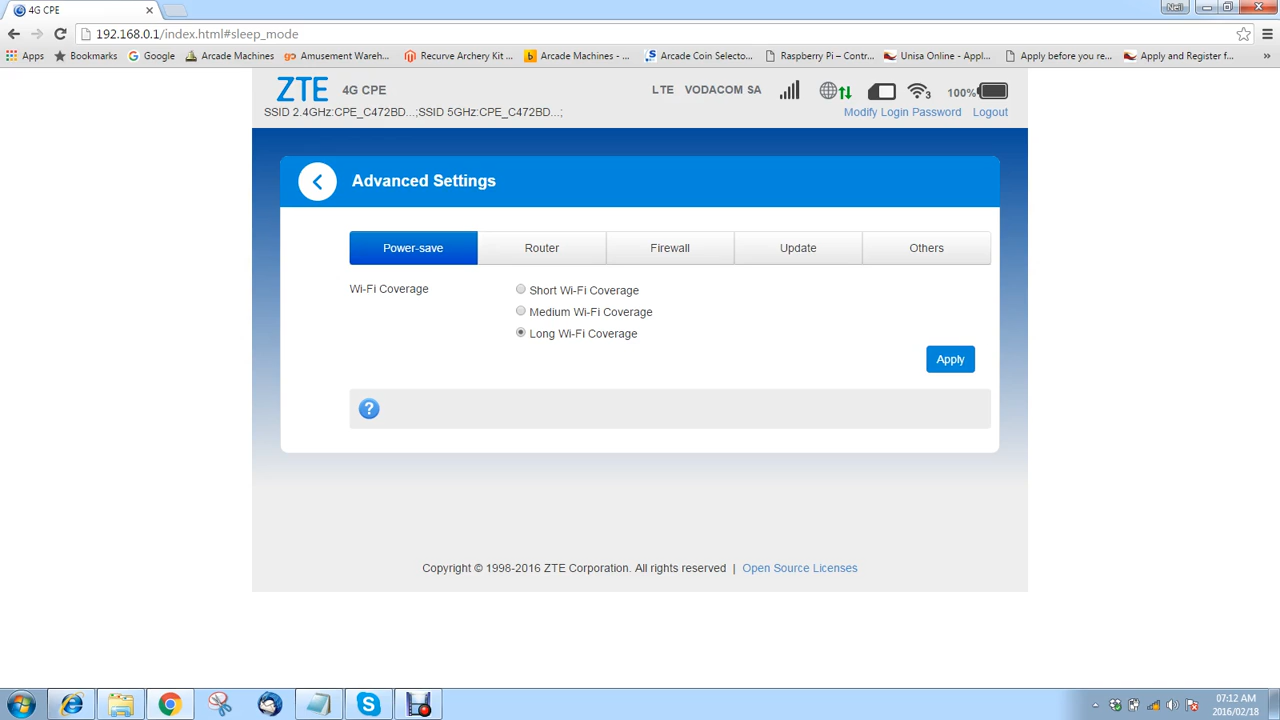 4G CPE
Neil
192.168.0.1/index.html#sleep_mode
Apps Bookmarks Google Arcade Machines Amusement Wareh... Recurve Archery Kit ... Arcade Machines - ... Arcade Coin Selecto... Raspberry Pi – Contr... Unisa Online - Appl... Apply before you re... Apply and Register f... »
ZTE 4G CPE LTE VODACOM SA 3 100%
SSID 2.4GHz:CPE_C472BD...;SSID 5GHz:CPE_C472BD...; Modify Login Password Logout
Advanced Settings
Power-save Router Firewall Update Others
Wi-Fi Coverage Short Wi-Fi Coverage
Medium Wi-Fi Coverage
Long Wi-Fi Coverage
Apply
?
Copyright © 1998-2016 ZTE Corporation. All rights reserved | Open Source Licenses
07:12 AM
2016/02/18